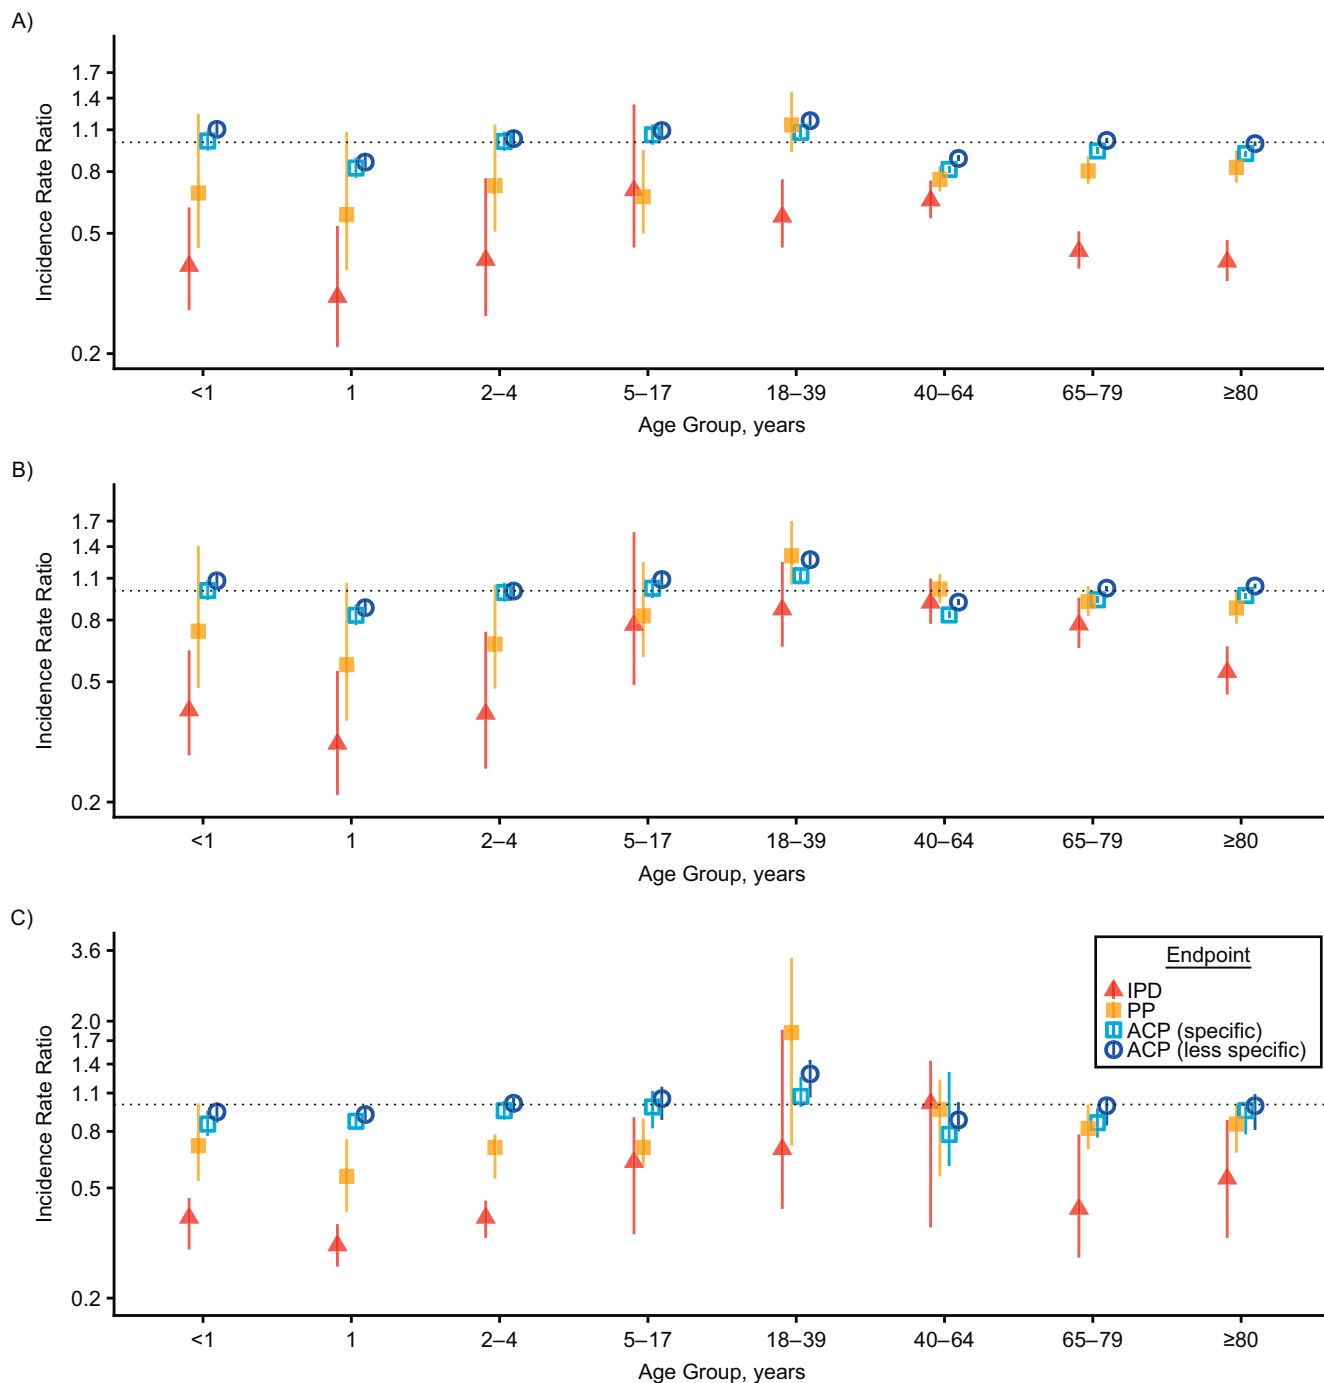 A)
Incidence Rate Ratio
1.7
1.4
1.1
0.8
0.5
0.2
<1 1 2–4 5–17 18–39 40–64 65–79 ≥80
Age Group, years
B)
Incidence Rate Ratio
1.7
1.4
1.1
0.8
0.5
0.2
<1 1 2–4 5–17 18–39 40–64 65–79 ≥80
Age Group, years
C)
Incidence Rate Ratio
3.6
2.0
1.7
1.4
1.1
0.8
0.5
0.2
Endpoint
IPD
PP
ACP (specific)
ACP (less specific)
<1 1 2–4 5–17 18–39 40–64 65–79 ≥80
Age Group, years